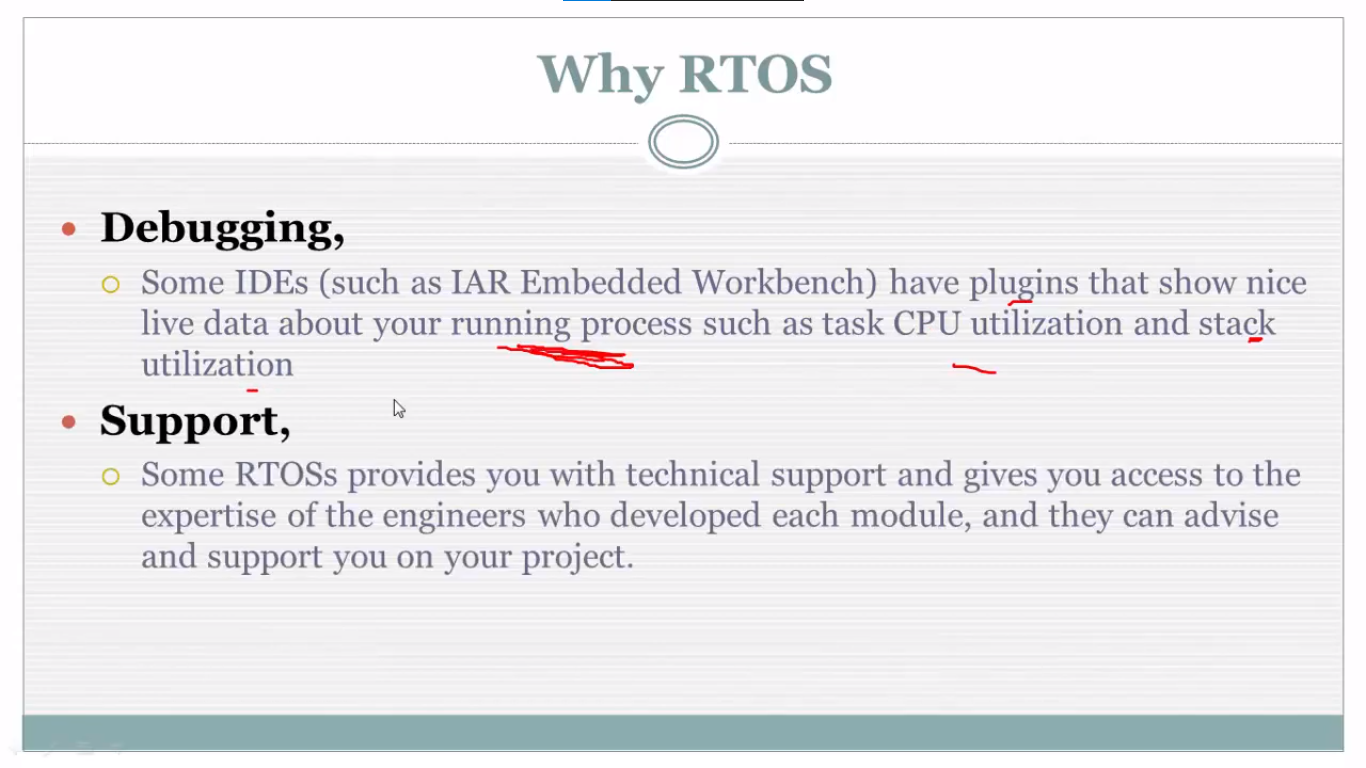 Why RTOS
Debugging,
Some IDEs (such as IAR Embedded Workbench) have plugins that show nice
live data about your running process such as task CPU utilization and stack
utilization
Support,
Some RTOSs provides you with technical support and gives you access to the
expertise of the engineers who developed each module, and they can advise
and support you on your project.